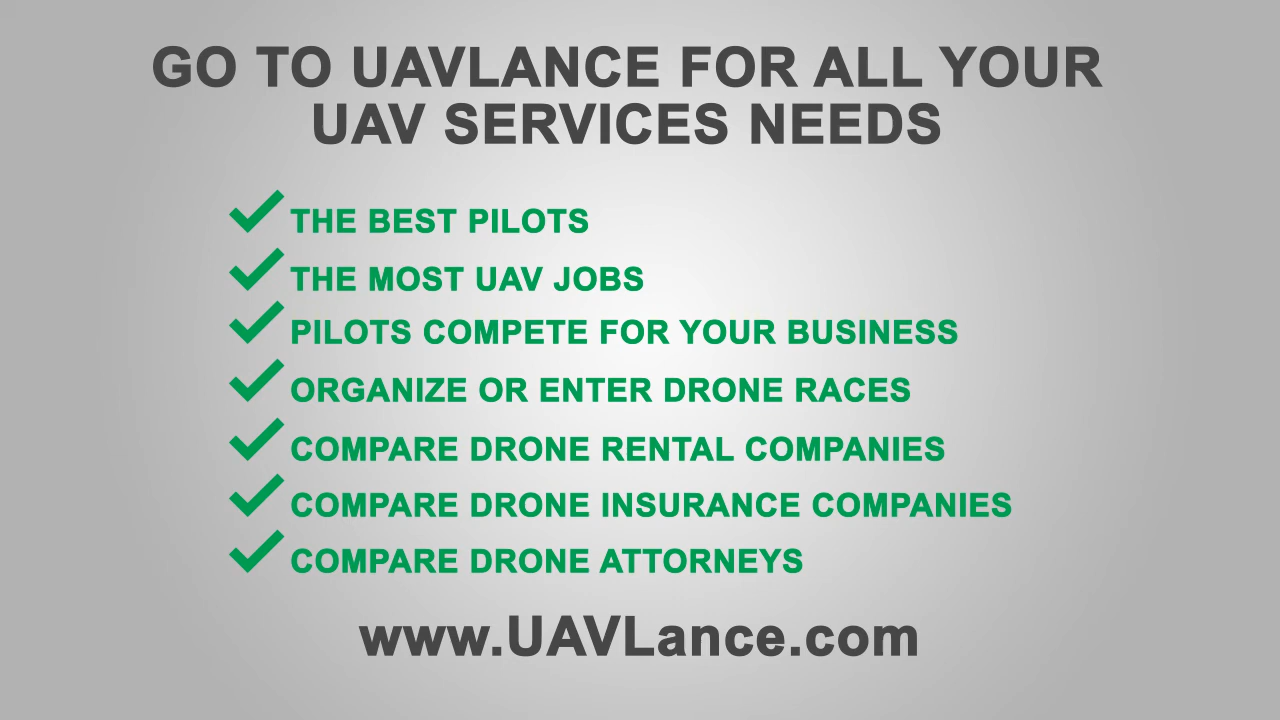 GO TO UAVLANCE FOR ALL YOUR
UAV SERVICES NEEDS
THE BEST PILOTS
THE MOST UAV JOBS
PILOTS COMPETE FOR YOUR BUSINESS
ORGANIZE OR ENTER DRONE RACES
COMPARE DRONE RENTAL COMPANIES
COMPARE DRONE INSURANCE COMPANIES
COMPARE DRONE ATTORNEYS
www.UAVLance.com